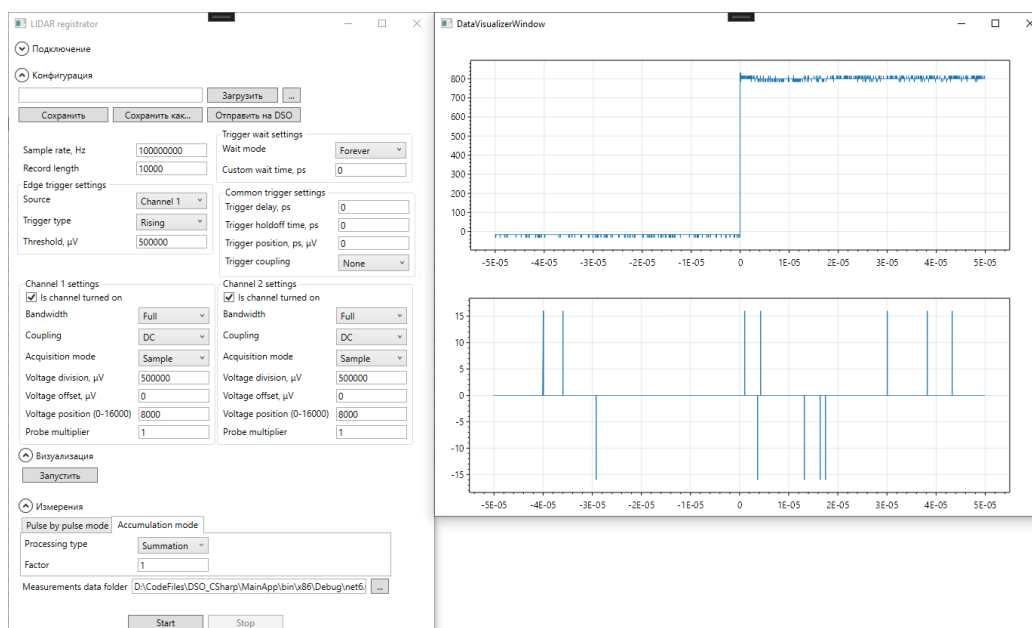 LIDAR registrator
Подключение
Конфигурация
Загрузить ...
Сохранить Сохранить как... Отправить на DSO
Sample rate, Hz 100000000
Record length 10000
Trigger wait settings
Wait mode Forever
Custom wait time, ps 0
Edge trigger settings
Source Channel 1
Trigger type Rising
Threshold, µV 500000
Common trigger settings
Trigger delay, ps 0
Trigger holdoff time, ps 0
Trigger position, ps, µV 0
Trigger coupling None
Channel 1 settings
Is channel turned on
Bandwidth Full
Coupling DC
Acquisition mode Sample
Voltage division, µV 500000
Voltage offset, µV 0
Voltage position (0-16000) 8000
Probe multiplier 1
Channel 2 settings
Is channel turned on
Bandwidth Full
Coupling DC
Acquisition mode Sample
Voltage division, µV 500000
Voltage offset, µV 0
Voltage position (0-16000) 8000
Probe multiplier 1
Визуализация
Запустить
Измерения
Pulse by pulse mode Accumulation mode
Processing type Summation
Factor 1
Measurements data folder D:\CodeFiles\DSO_CSharp\MainApp\bin\x86\Debug\net6. ...
Start Stop
DataVisualizerWindow
800
700
600
500
400
300
200
100
0
-5E-05 -4E-05 -3E-05 -2E-05 -1E-05 0 1E-05 2E-05 3E-05 4E-05 5E-05
15
10
5
0
-5
-10
-15
-5E-05 -4E-05 -3E-05 -2E-05 -1E-05 0 1E-05 2E-05 3E-05 4E-05 5E-05